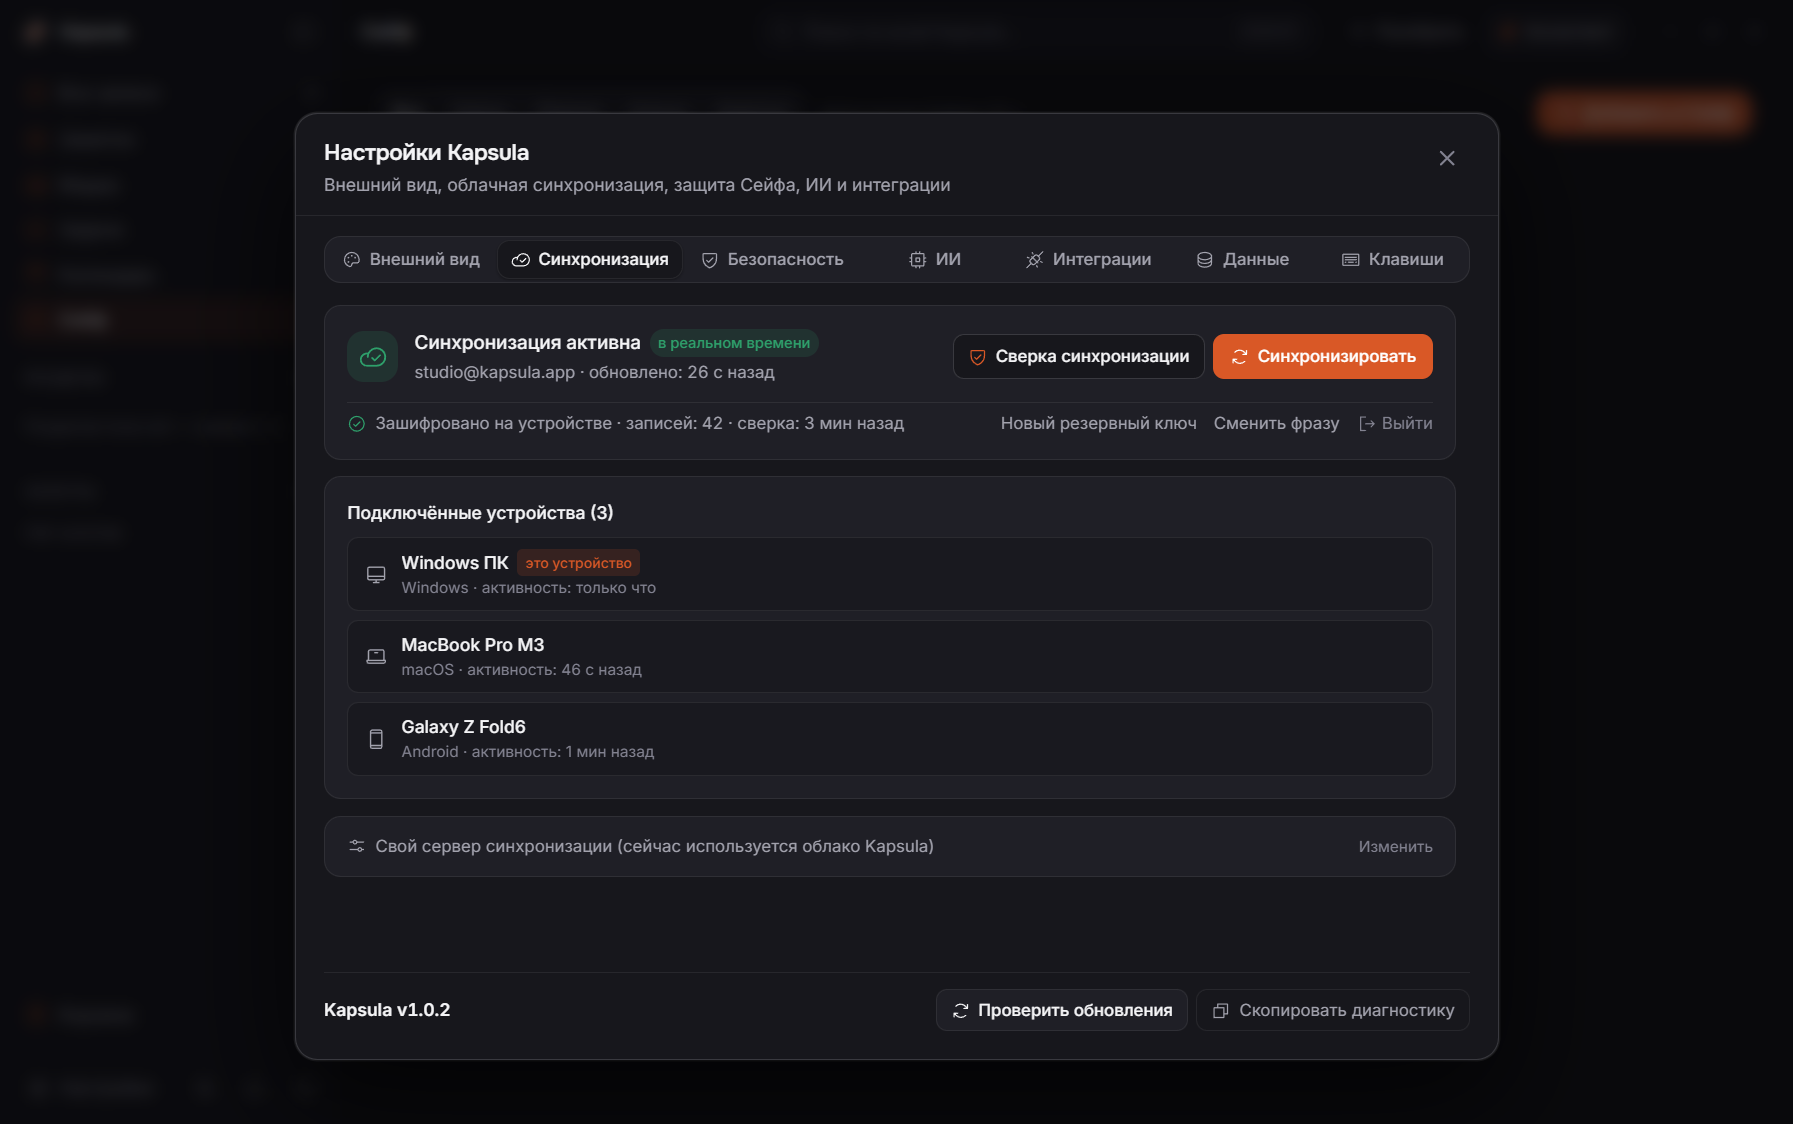 Настройки Kapsula
Внешний вид, облачная синхронизация, защита Сейфа, ИИ и интеграции
Внешний вид Синхронизация Безопасность ИИ Интеграции Данные Клавиши
Синхронизация активна в реальном времени
studio@kapsula.app · обновлено: 26 с назад
Сверка синхронизации Синхронизировать
Зашифровано на устройстве · записей: 42 · сверка: 3 мин назад
Новый резервный ключ Сменить фразу Выйти
Подключённые устройства (3)
Windows ПК это устройство
Windows · активность: только что
MacBook Pro M3
macOS · активность: 46 с назад
Galaxy Z Fold6
Android · активность: 1 мин назад
Свой сервер синхронизации (сейчас используется облако Kapsula) Изменить
Kapsula v1.0.2 Проверить обновления Скопировать диагностику